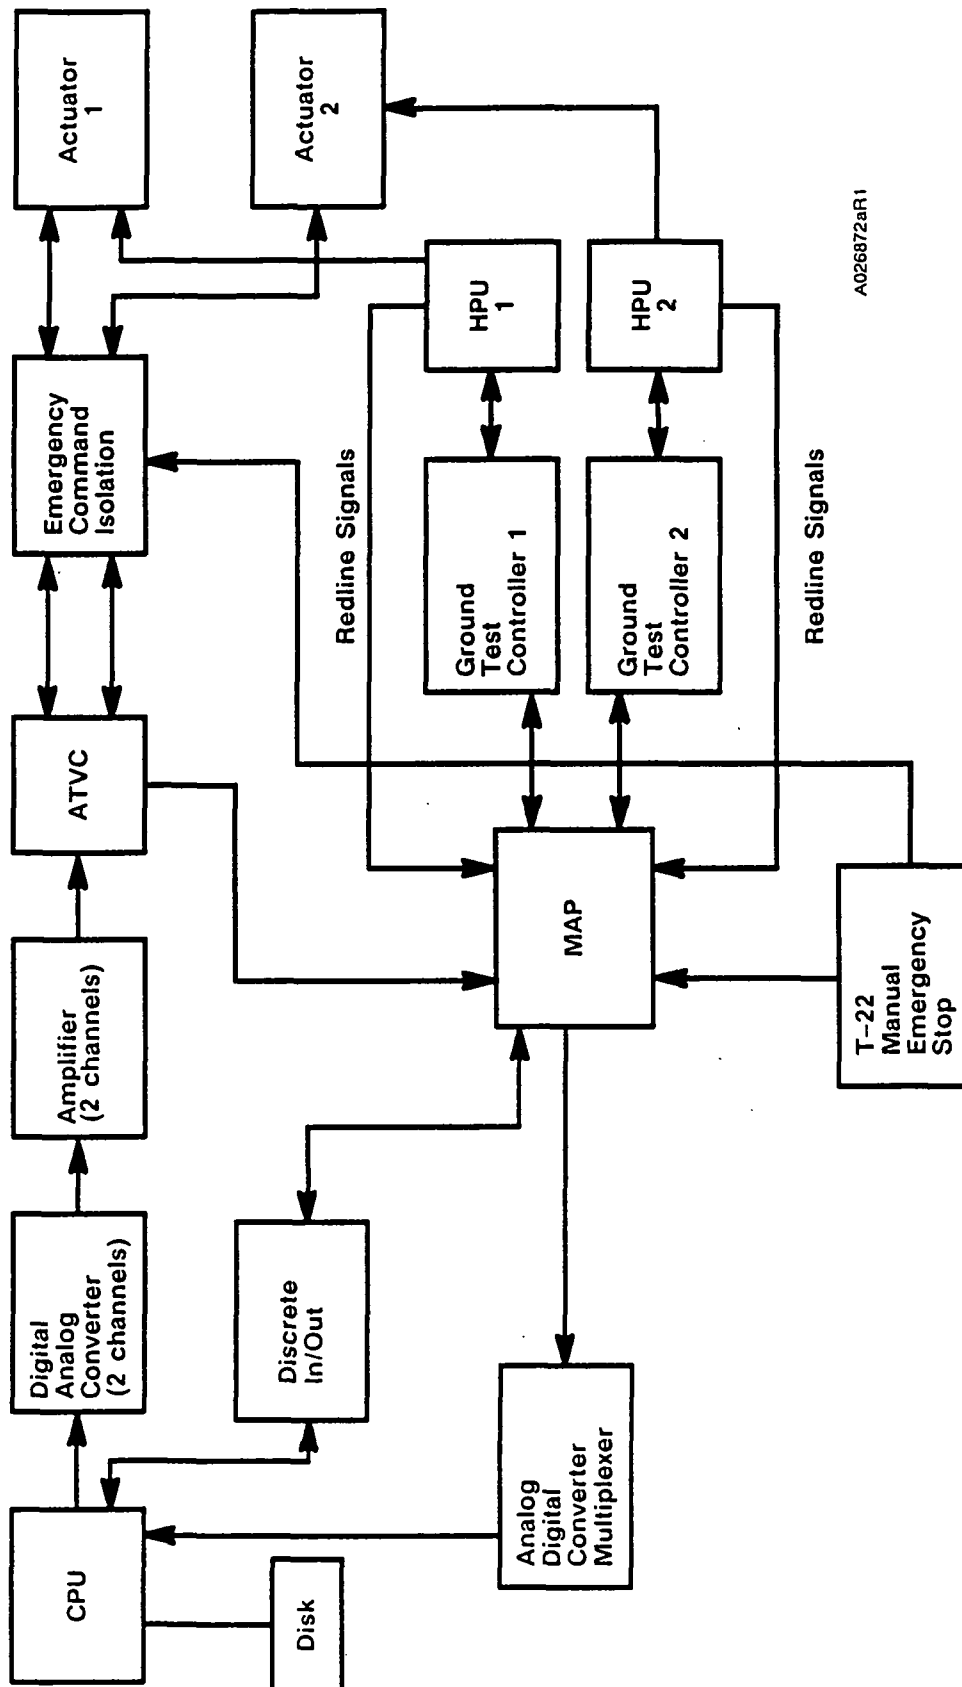 CPU
Digital
Analog
Converter
(2 channels)
Amplifier
(2 channels)
ATVC
Emergency
Command
Isolation
Actuator
1
Disk
Discrete
In/Out
Actuator
2
Redline Signals
Analog
Digital
Converter
Multiplexer
MAP
Ground
Test
Controller 1
HPU
1
Ground
Test
Controller 2
HPU
2
Redline Signals
T-22
Manual
Emergency
Stop
A026872aR1